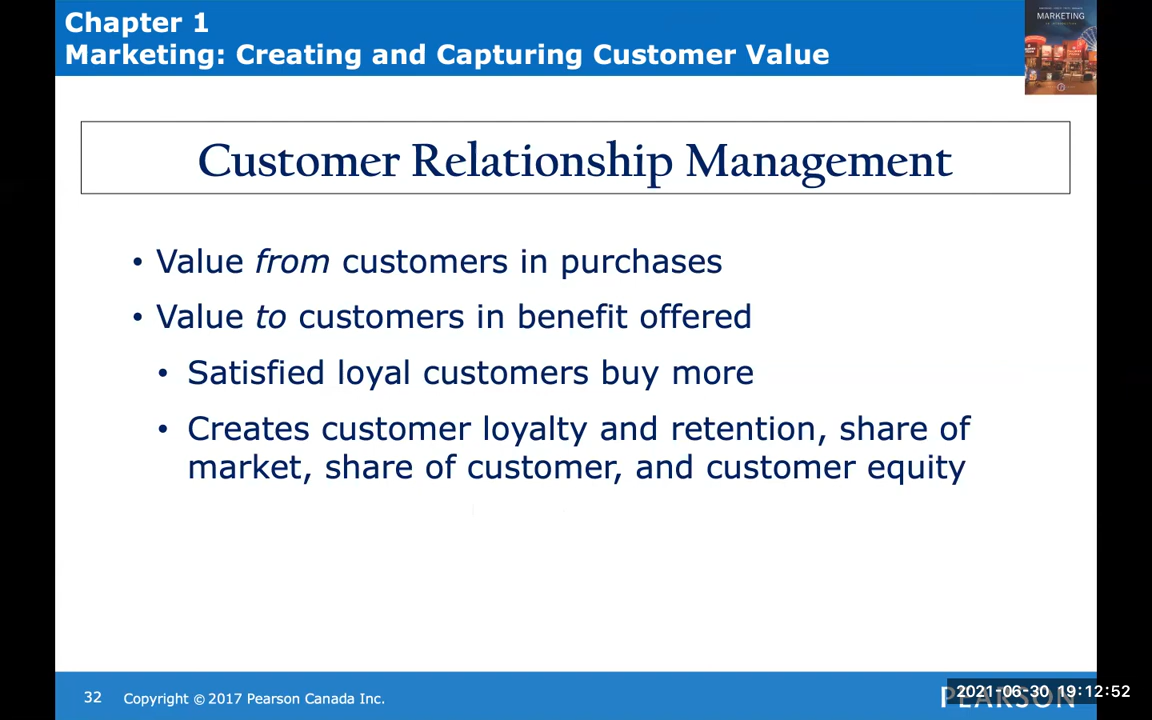 Chapter 1
Marketing: Creating and Capturing Customer Value
MARKETING
Customer Relationship Management
• Value from customers in purchases
• Value to customers in benefit offered
• Satisfied loyal customers buy more
• Creates customer loyalty and retention, share of
market, share of customer, and customer equity
32 Copyright © 2017 Pearson Canada Inc.
PEARSON
2021-06-30 19:12:52